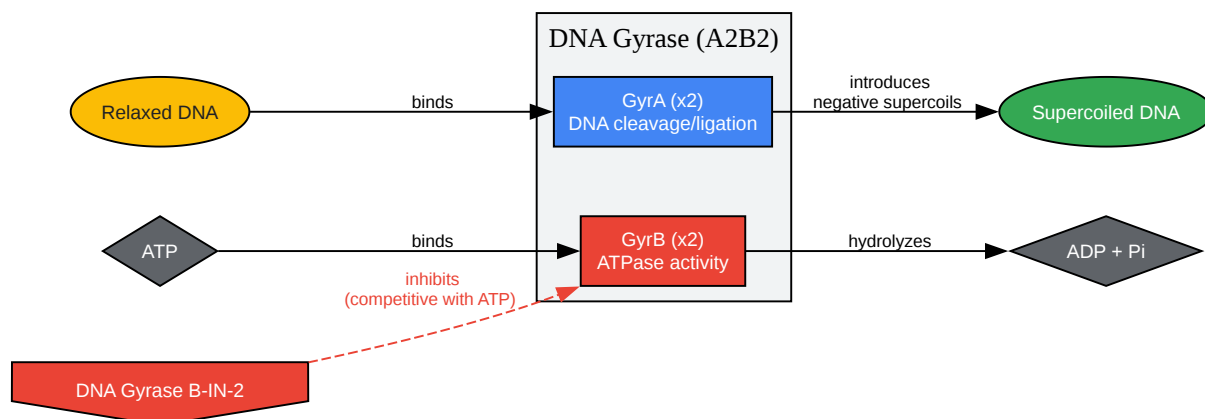 DNA Gyrase (A2B2)
Relaxed DNA
binds
GyrA (x2)
DNA cleavage/ligation
introduces
negative supercoils
Supercoiled DNA
ATP
binds
GyrB (x2)
ATPase activity
hydrolyzes
ADP + Pi
inhibits
(competitive with ATP)
DNA Gyrase B-IN-2